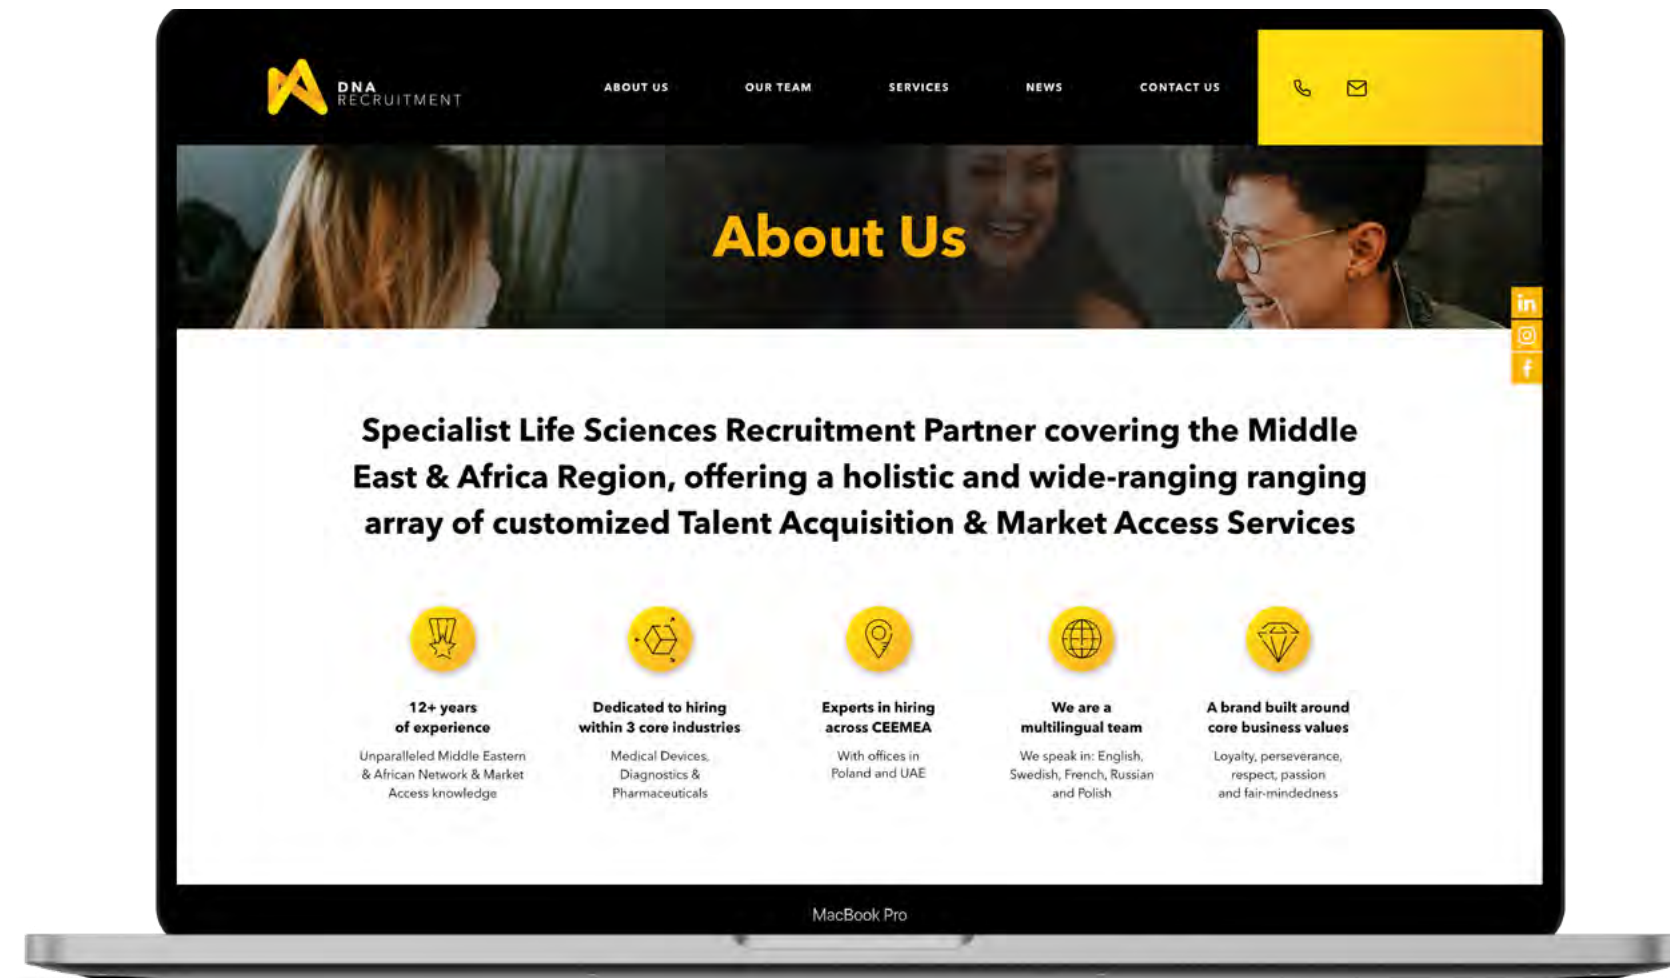 DNA
RECRUITMENT
ABOUT US
OUR TEAM
SERVICES
NEWS
CONTACT US
About Us
in
f
Specialist Life Sciences Recruitment Partner covering the Middle
East & Africa Region, offering a holistic and wide-ranging ranging
array of customized Talent Acquisition & Market Access Services
12+ years
of experience
Unparalleled Middle Eastern
& African Network & Market
Access knowledge
Dedicated to hiring
within 3 core industries
Medical Devices,
Diagnostics &
Pharmaceuticals
Experts in hiring
across CEEMEA
With offices in
Poland and UAE
We are a
multilingual team
We speak in: English,
Swedish, French, Russian
and Polish
A brand built around
core business values
Loyalty, perseverance,
respect, passion
and fair-mindedness
MacBook Pro